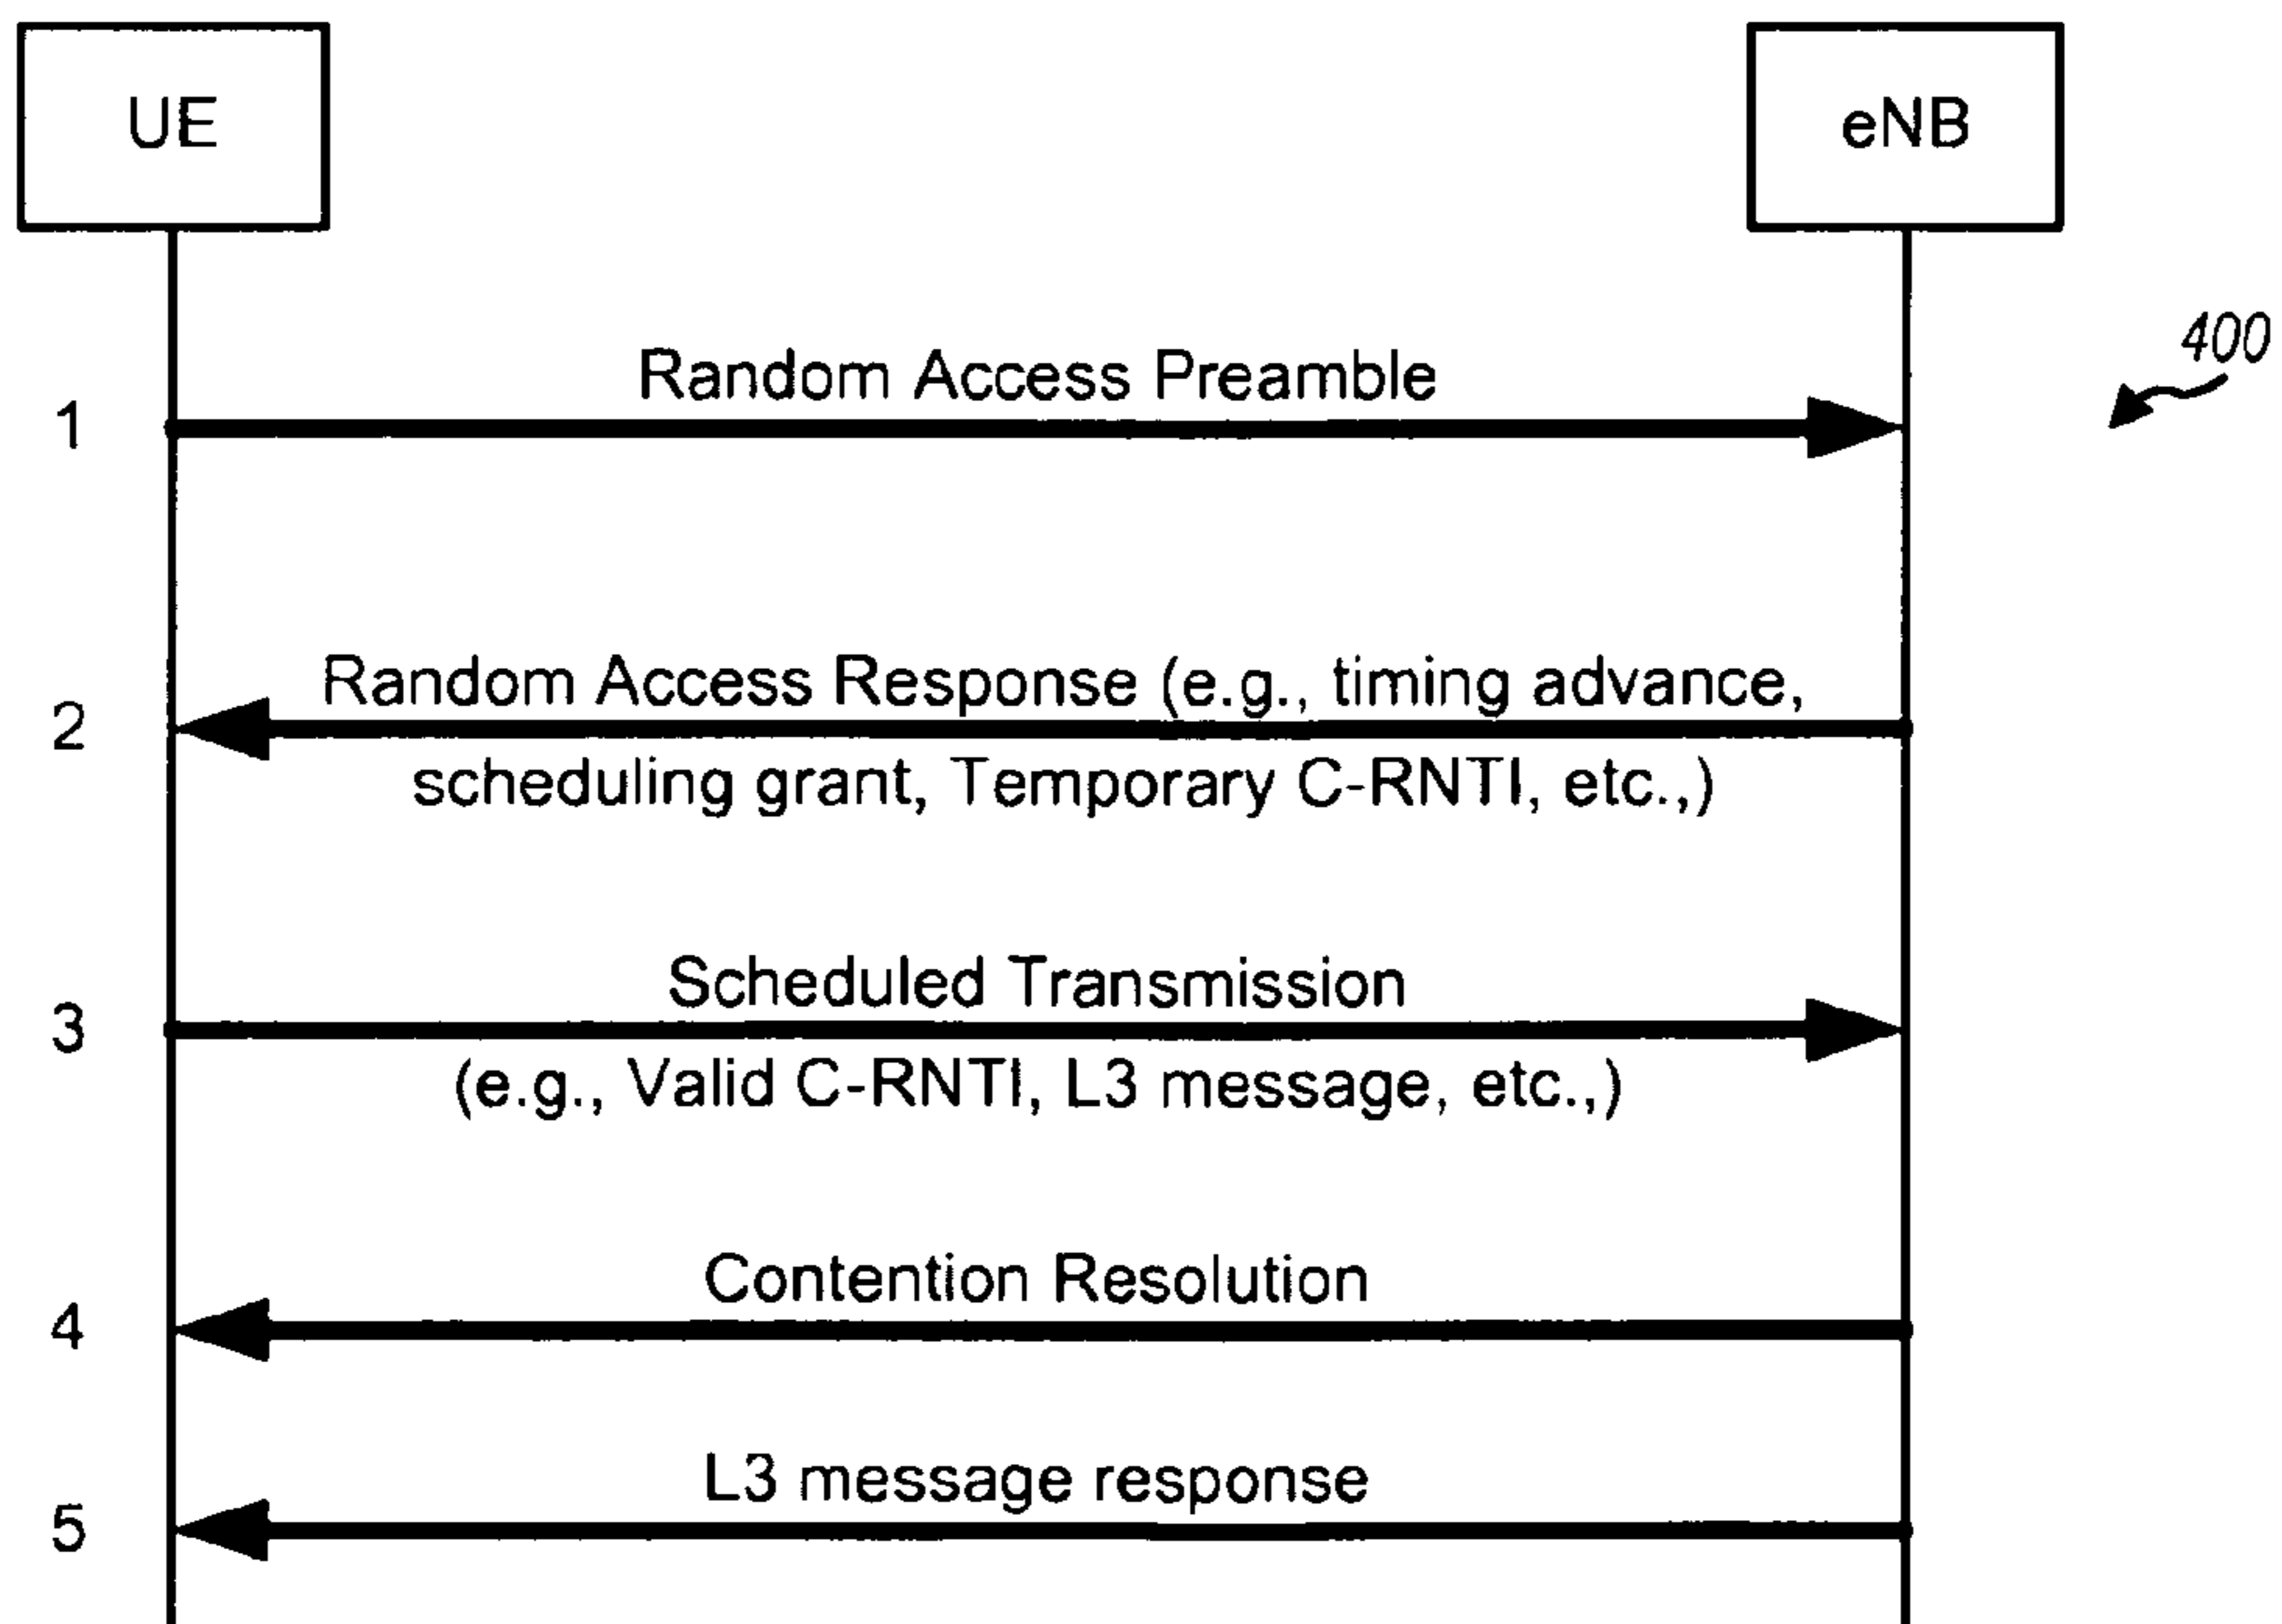 UE
eNB
400
Random Access Preamble
1
Random Access Response (e.g., timing advance,
2
scheduling grant, Temporary C-RNTI, etc.,)
Scheduled Transmission
3
(e.g., Valid C-RNTI, L3 message, etc.,)
Contention Resolution
4
L3 message response
5